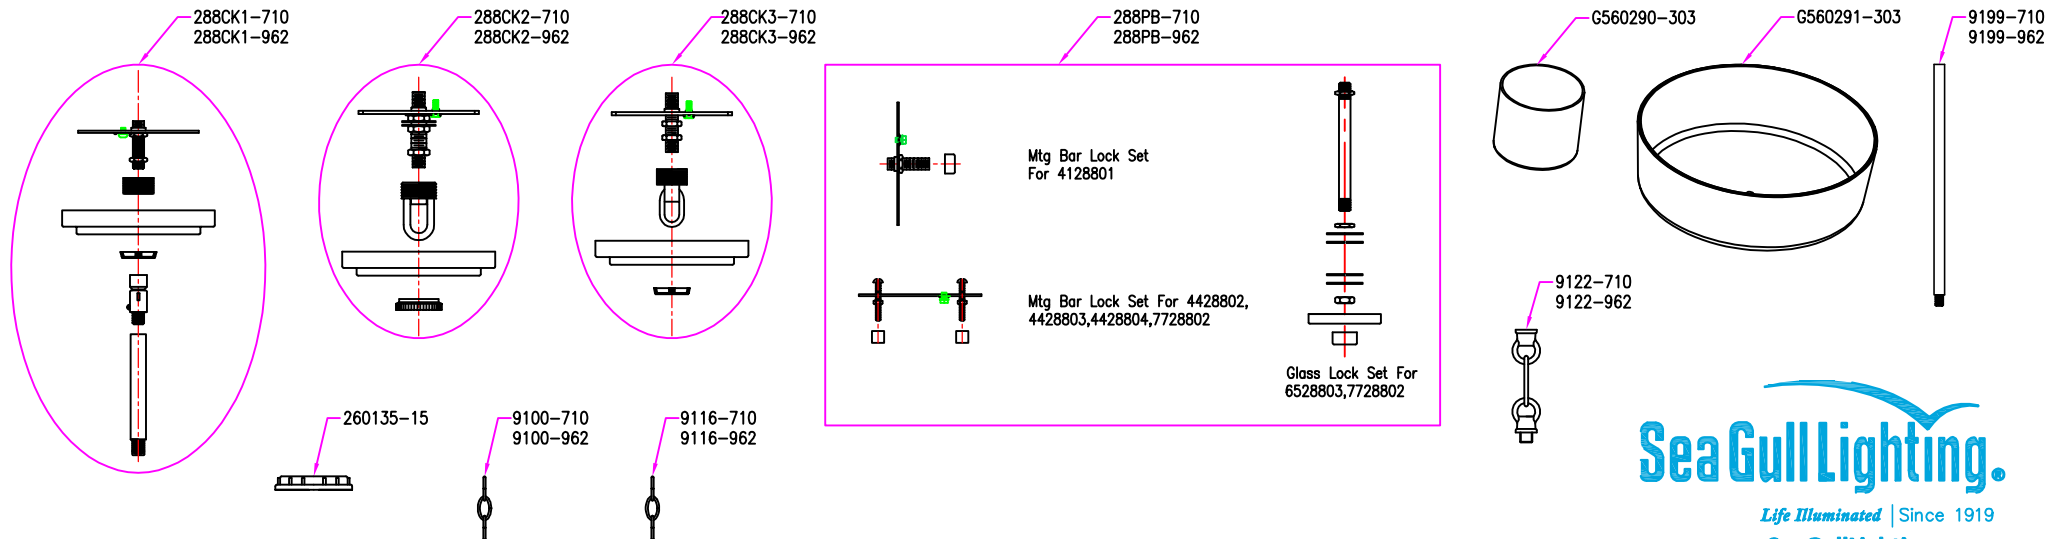 288CK1-710
288CK1-962
288CK2-710
288CK2-962
288CK3-710
288CK3-962
288PB-710
288PB-962
G560290-303
G560291-303
9199-710
9199-962
Mtg Bar Lock Set
For 4128801
Mtg Bar Lock Set For 4428802,
4428803,4428804,7728802
Glass Lock Set For
6528803,7728802
9122-710
9122-962
260135-15
9100-710
9100-962
9116-710
9116-962
Sea Gull Lighting.®
Life Illuminated | Since 1919